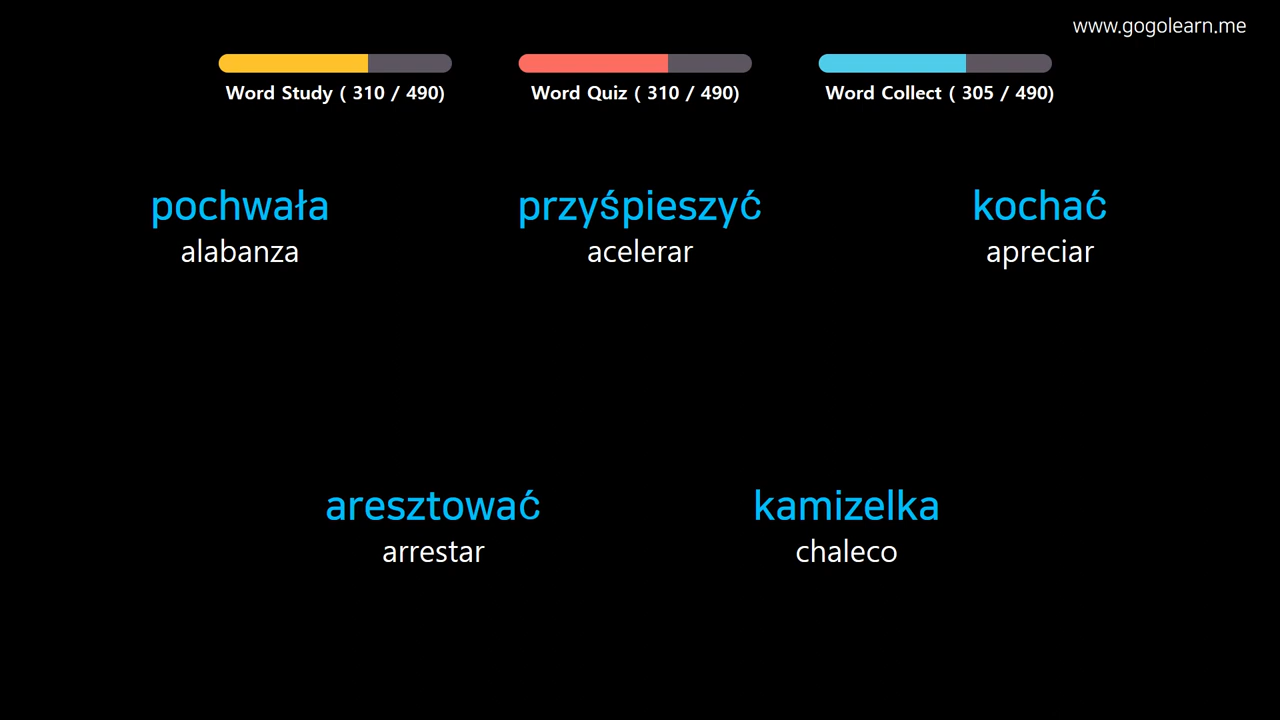 www.gogolearn.me
Word Study ( 310 / 490)
Word Quiz ( 310 / 490)
Word Collect ( 305 / 490)
pochwała
alabanza
przyśpieszyć
acelerar
kochać
apreciar
aresztować
arrestar
kamizelka
chaleco